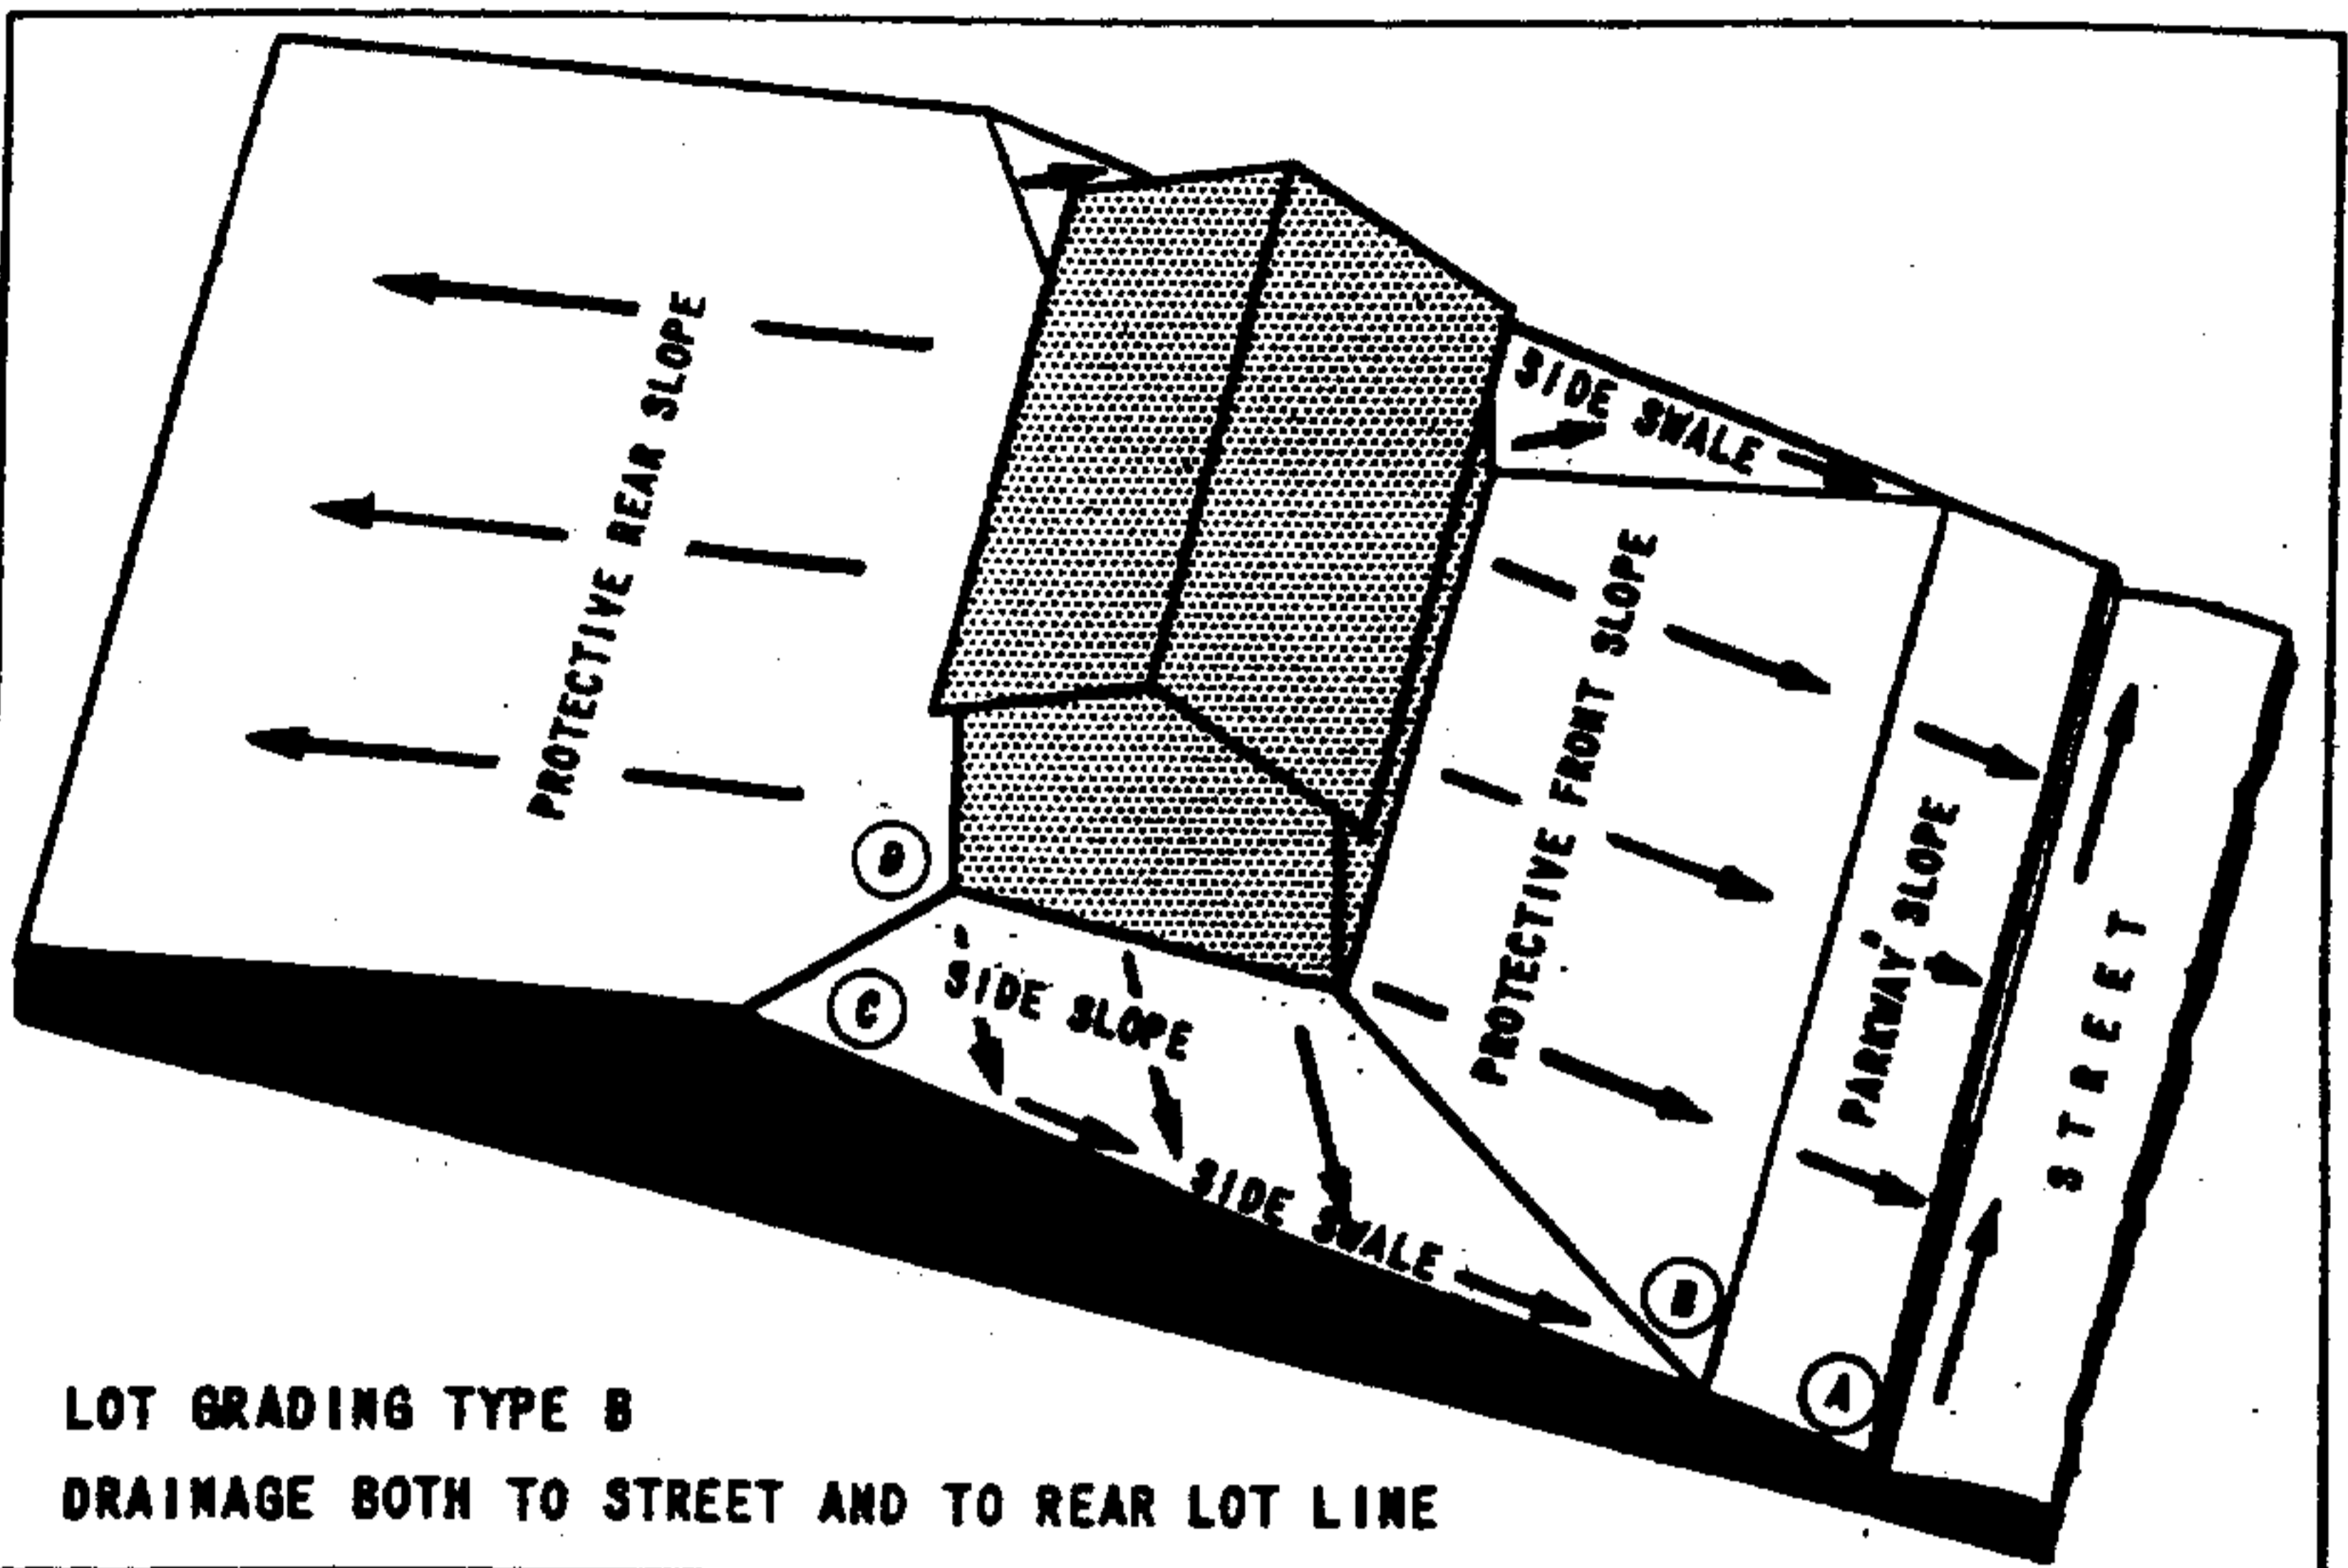 PROTECTIVE REAR SLOPE
SIDE SWALE
PROTECTIVE FRONT SLOPE
PARKWAY SLOPE
STREET
D
C
SIDE SLOPE
SIDE SWALE
B
A
LOT GRADING TYPE B
DRAINAGE BOTH TO STREET AND TO REAR LOT LINE